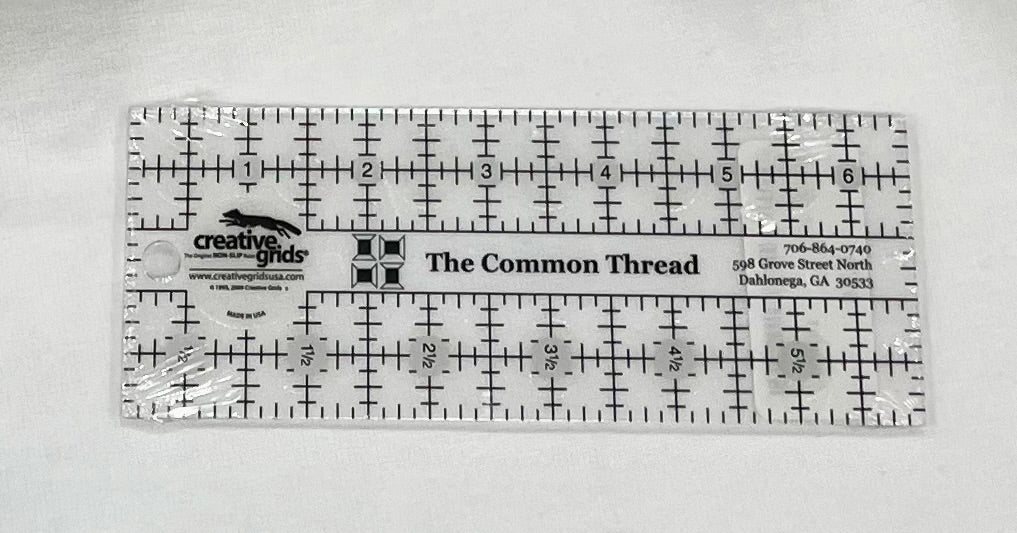 1 2 3 4 5 6
creative
grids®
The Original NON-SLIP Ruler
www.creativegridsusa.com
MADE IN USA
The Common Thread
706-864-0740
598 Grove Street North
Dahlonega, GA 30533
½ 1½ 2½ 3½ 4½ 5½